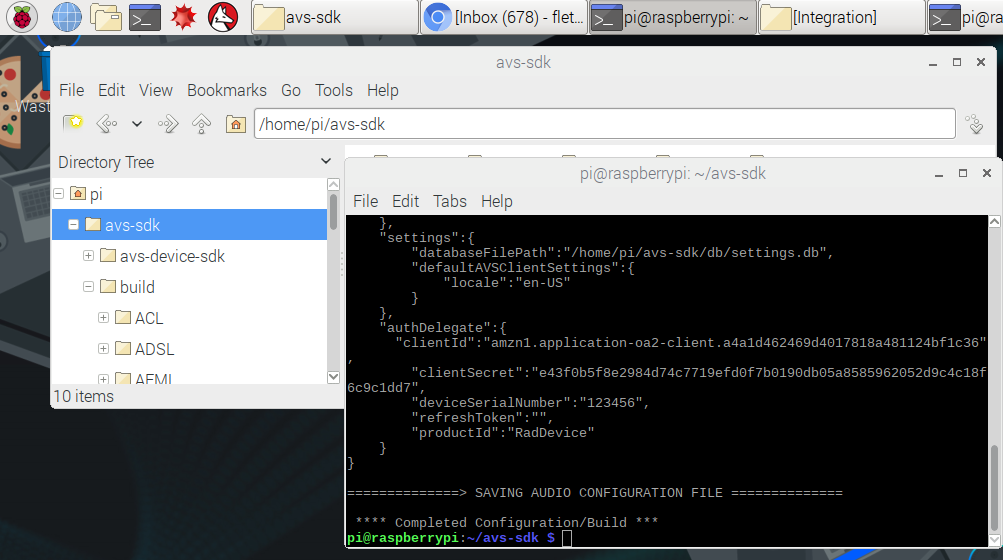 avs-sdk
[Inbox (678) - flet...
pi@raspberrypi: ~
[Integration]
pi@ra
avs-sdk
File Edit View Bookmarks Go Tools Help
Wast
/home/pi/avs-sdk
Directory Tree
pi
avs-sdk
avs-device-sdk
build
ACL
ADSL
AFML
10 items
pi@raspberrypi: ~/avs-sdk
File Edit Tabs Help
},
"settings":{
"databaseFilePath":"/home/pi/avs-sdk/db/settings.db",
"defaultAVSClientSettings":{
"locale":"en-US"
}
},
"authDelegate":{
"clientId":"amzn1.application-oa2-client.a4a1d462469d4017818a481124bf1c36"
,
"clientSecret":"e43f0b5f8e2984d74c7719efd0f7b0190db05a8585962052d9c4c18f
6c9c1dd7",
"deviceSerialNumber":"123456",
"refreshToken":"",
"productId":"RadDevice"
}
}
==============> SAVING AUDIO CONFIGURATION FILE ==============
**** Completed Configuration/Build ***
pi@raspberrypi:~/avs-sdk $